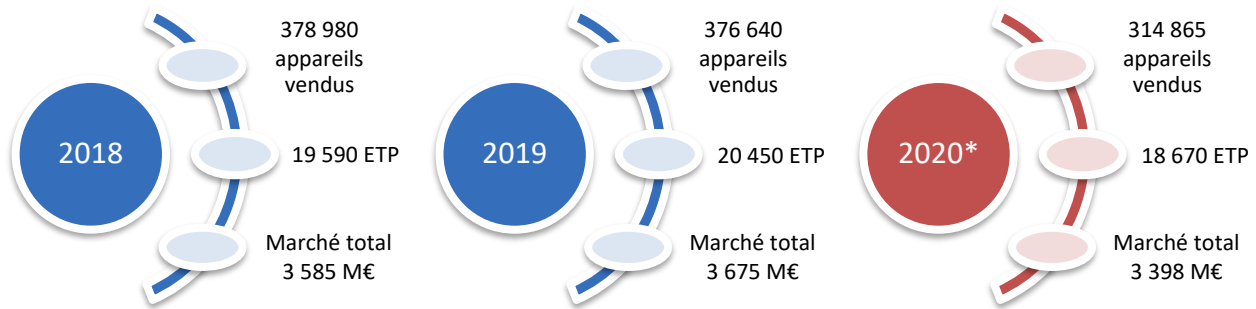 2018
378 980
appareils
vendus
19 590 ETP
Marché total
3 585 M€
2019
376 640
appareils
vendus
20 450 ETP
Marché total
3 675 M€
2020*
314 865
appareils
vendus
18 670 ETP
Marché total
3 398 M€